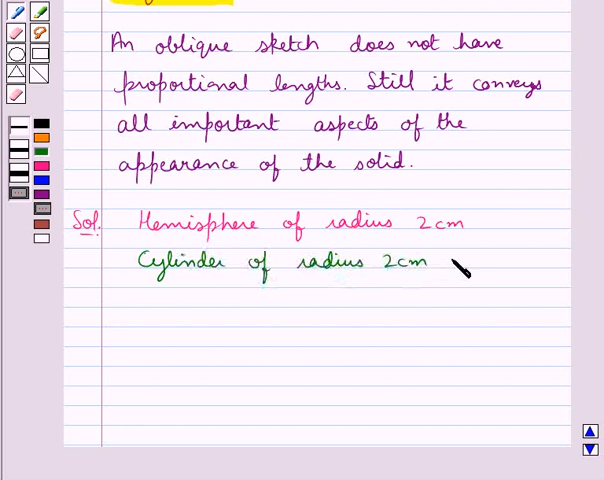 An oblique sketch does not have
proportional lengths. Still it conveys
all important aspects of the
appearance of the solid.
Sol. Hemisphere of radius 2cm
Cylinder of radius 2cm